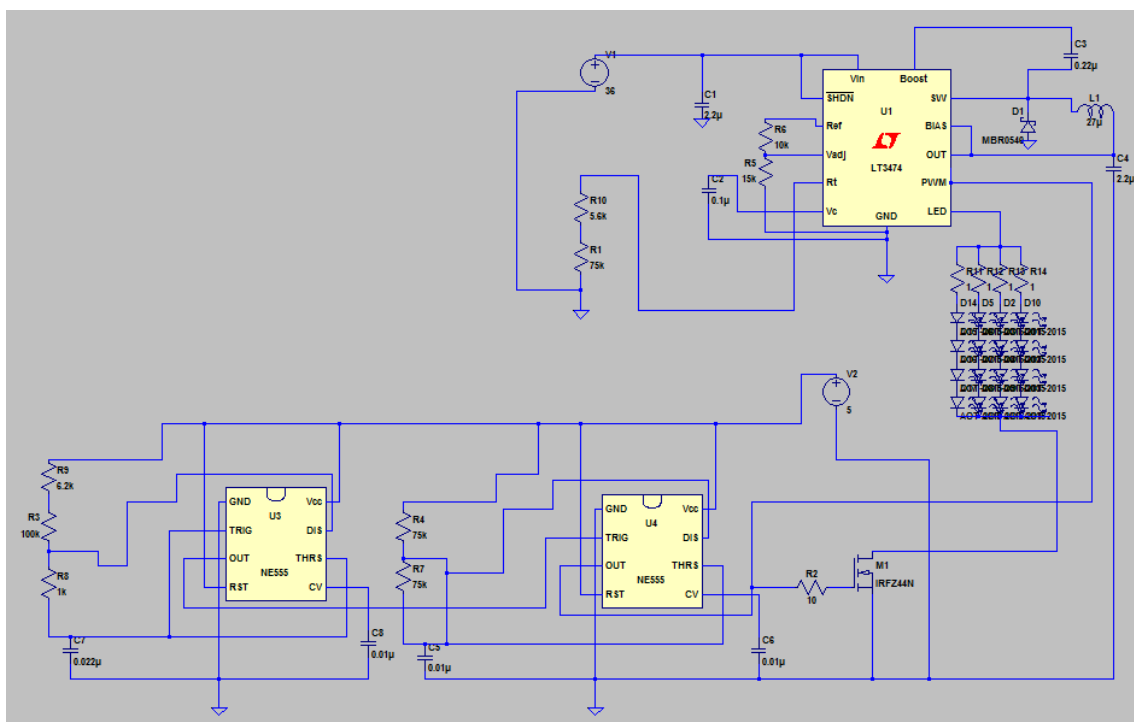 V1
36
C1
2.2µ
C3
0.22µ
Vin
Boost
SHDN
SW
U1
D1
MBR0540
L1
27µ
R6
10k
Ref
BIAS
Vadj
OUT
LT3474
R5
15k
C4
2.2µ
Rt
PWM
C2
0.1µ
Vc
GND
LED
R10
5.6k
R1
75k
R11
R12
R13
R14
1
1
1
1
D14
D5
D2
D10
V2
5
R9
6.2k
R3
100k
R8
1k
C7
0.022µ
GND
Vcc
U3
TRIG
DIS
OUT
THRS
NE555
RST
CV
C8
0.01µ
R4
75k
R7
75k
C5
0.01µ
GND
Vcc
U4
TRIG
DIS
OUT
THRS
NE555
RST
CV
C6
0.01µ
R2
10
M1
IRFZ44N